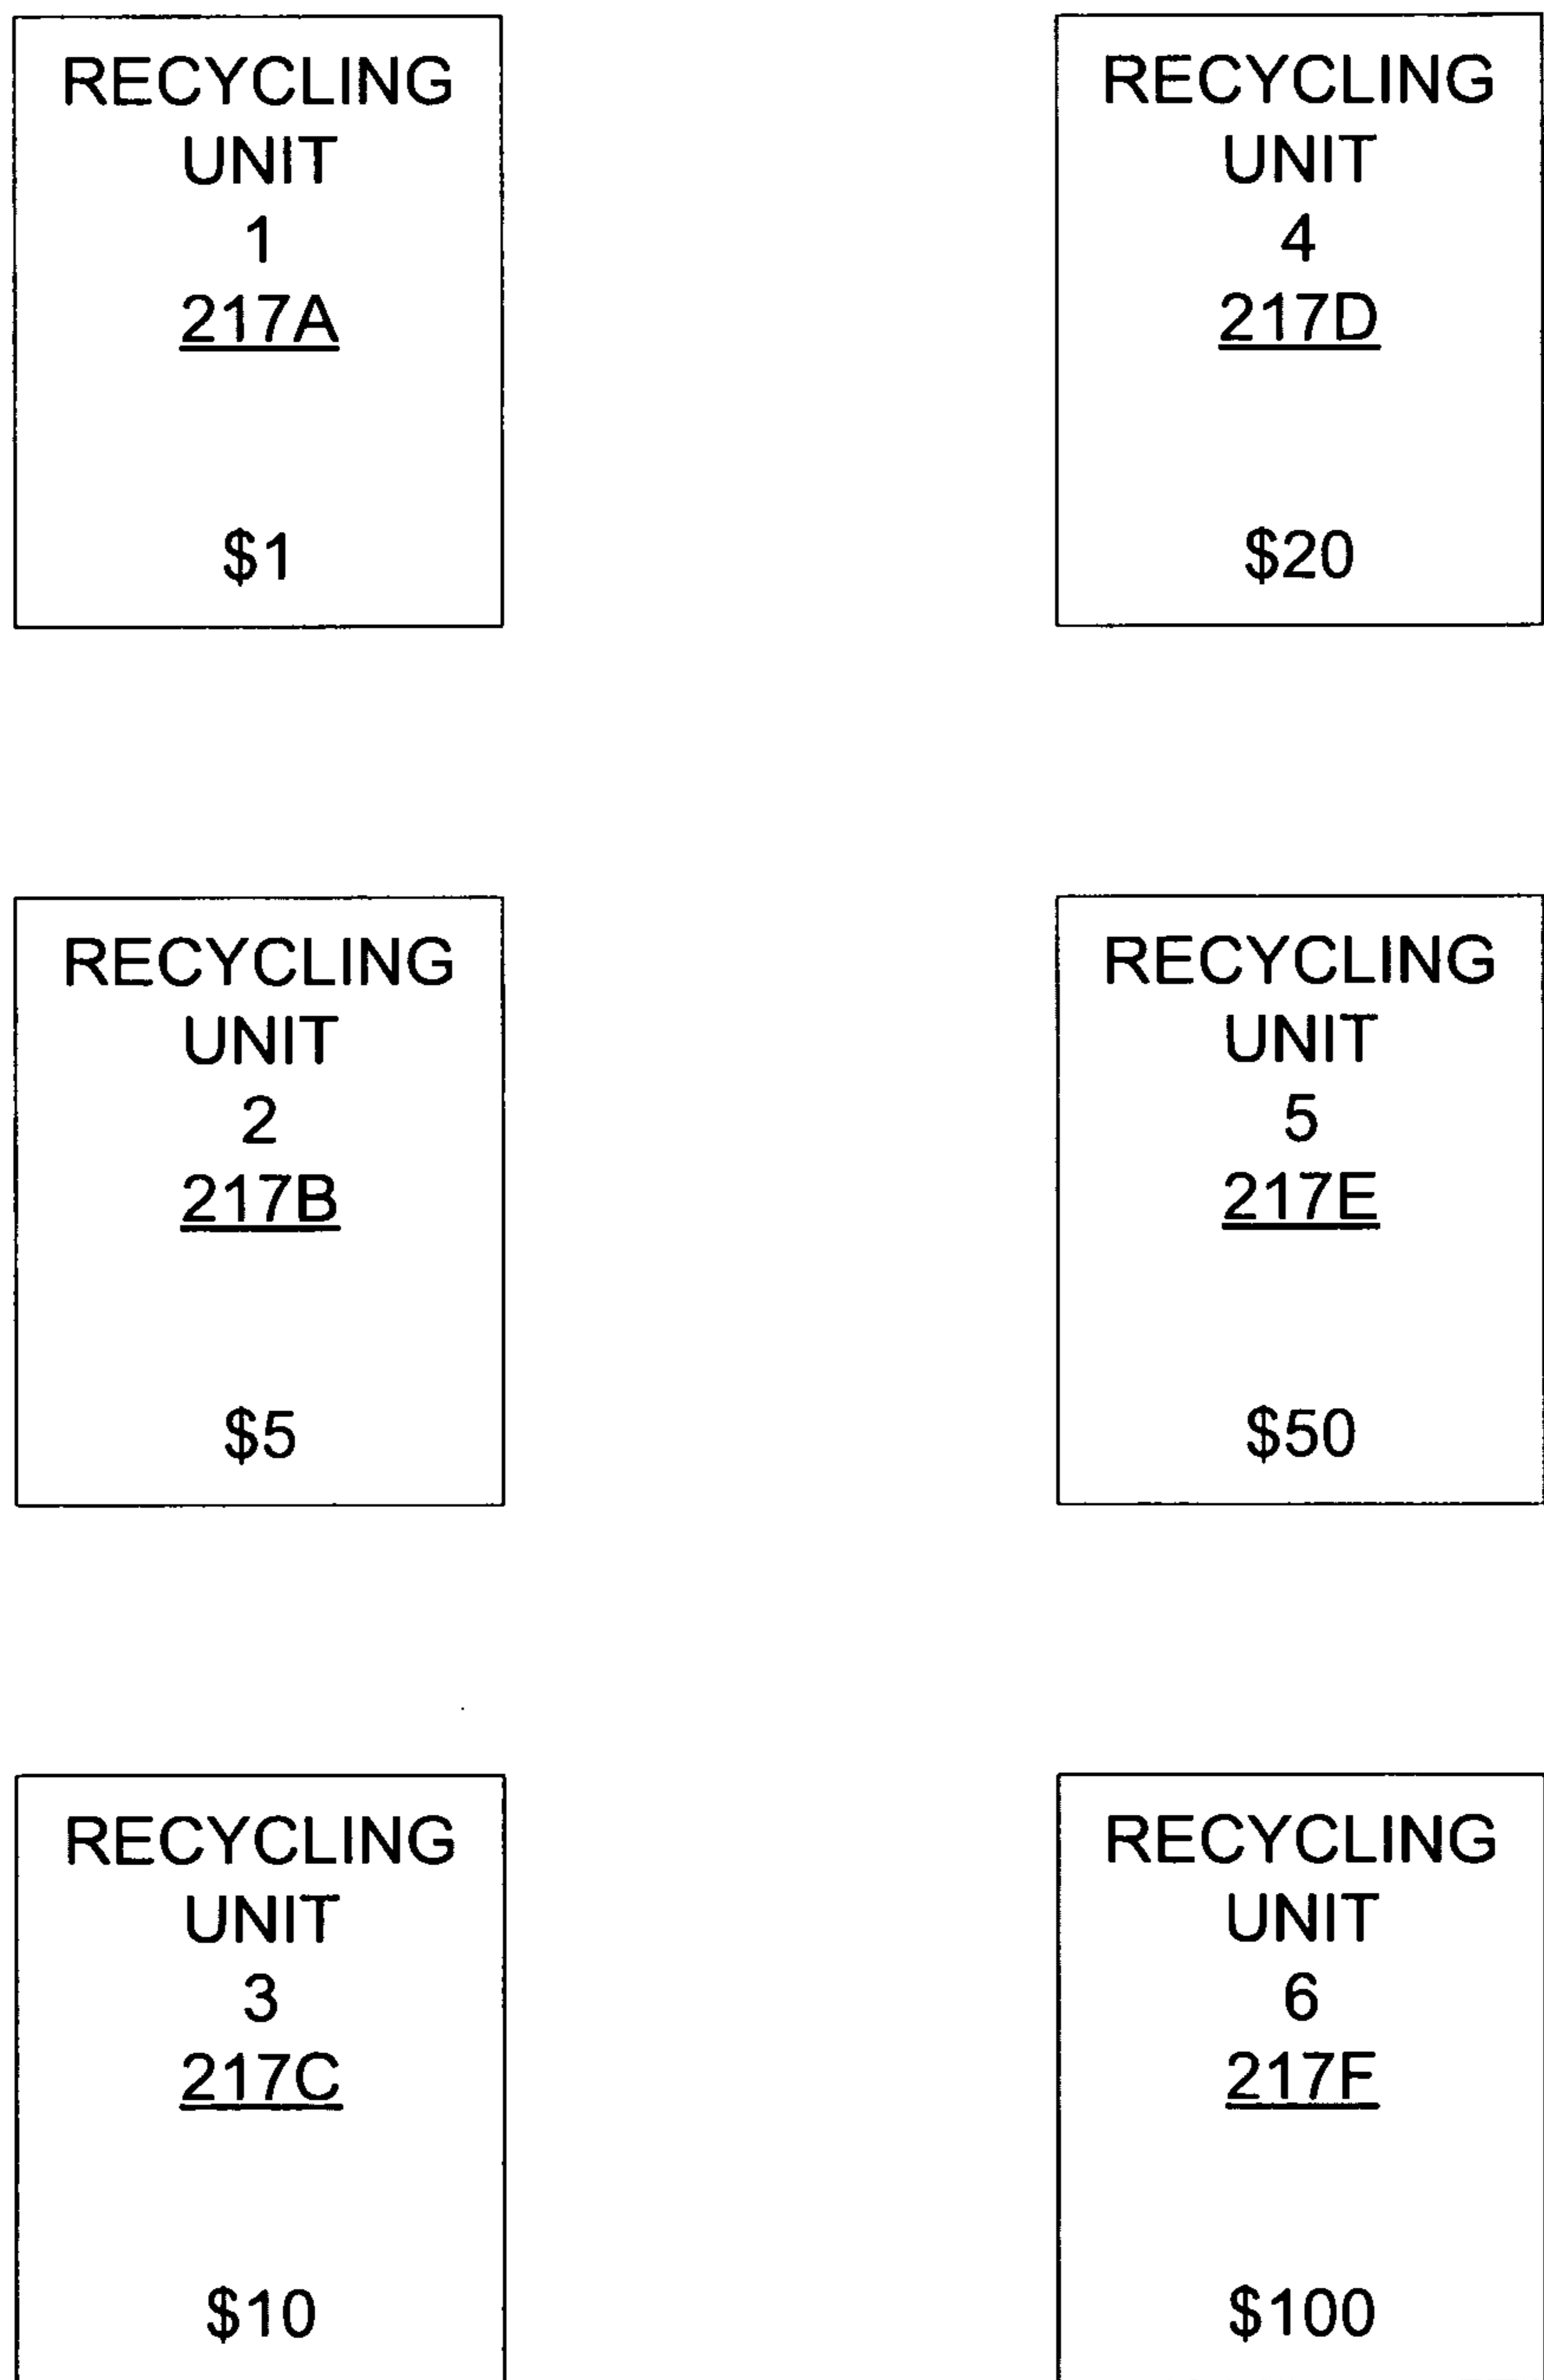 RECYCLING
UNIT
1
217A
$1
RECYCLING
UNIT
2
217B
$5
RECYCLING
UNIT
3
217C
$10
RECYCLING
UNIT
4
217D
$20
RECYCLING
UNIT
5
217E
$50
RECYCLING
UNIT
6
217F
$100